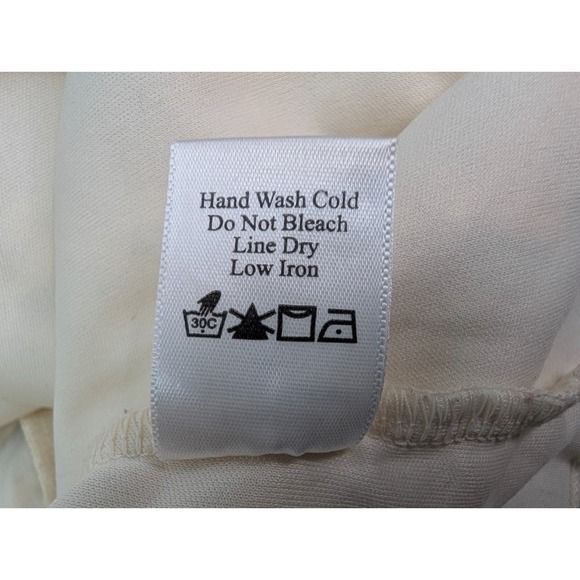 Hand Wash Cold
Do Not Bleach
Line Dry
Low Iron
30C